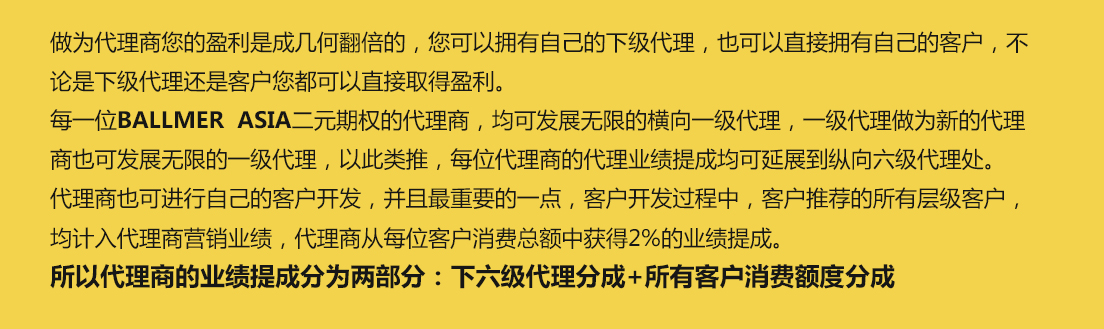 做为代理商您的盈利是成几何翻倍的，您可以拥有自己的下级代理，也可以直接拥有自己的客户，不
论是下级代理还是客户您都可以直接取得盈利。
每一位BALLMER ASIA二元期权的代理商，均可发展无限的横向一级代理，一级代理做为新的代理
商也可发展无限的一级代理，以此类推，每位代理商的代理业绩提成均可延展到纵向六级代理处。
代理商也可进行自己的客户开发，并且最重要的一点，客户开发过程中，客户推荐的所有层级客户，
均计入代理商营销业绩，代理商从每位客户消费总额中获得2%的业绩提成。
所以代理商的业绩提成分为两部分：下六级代理分成+所有客户消费额度分成